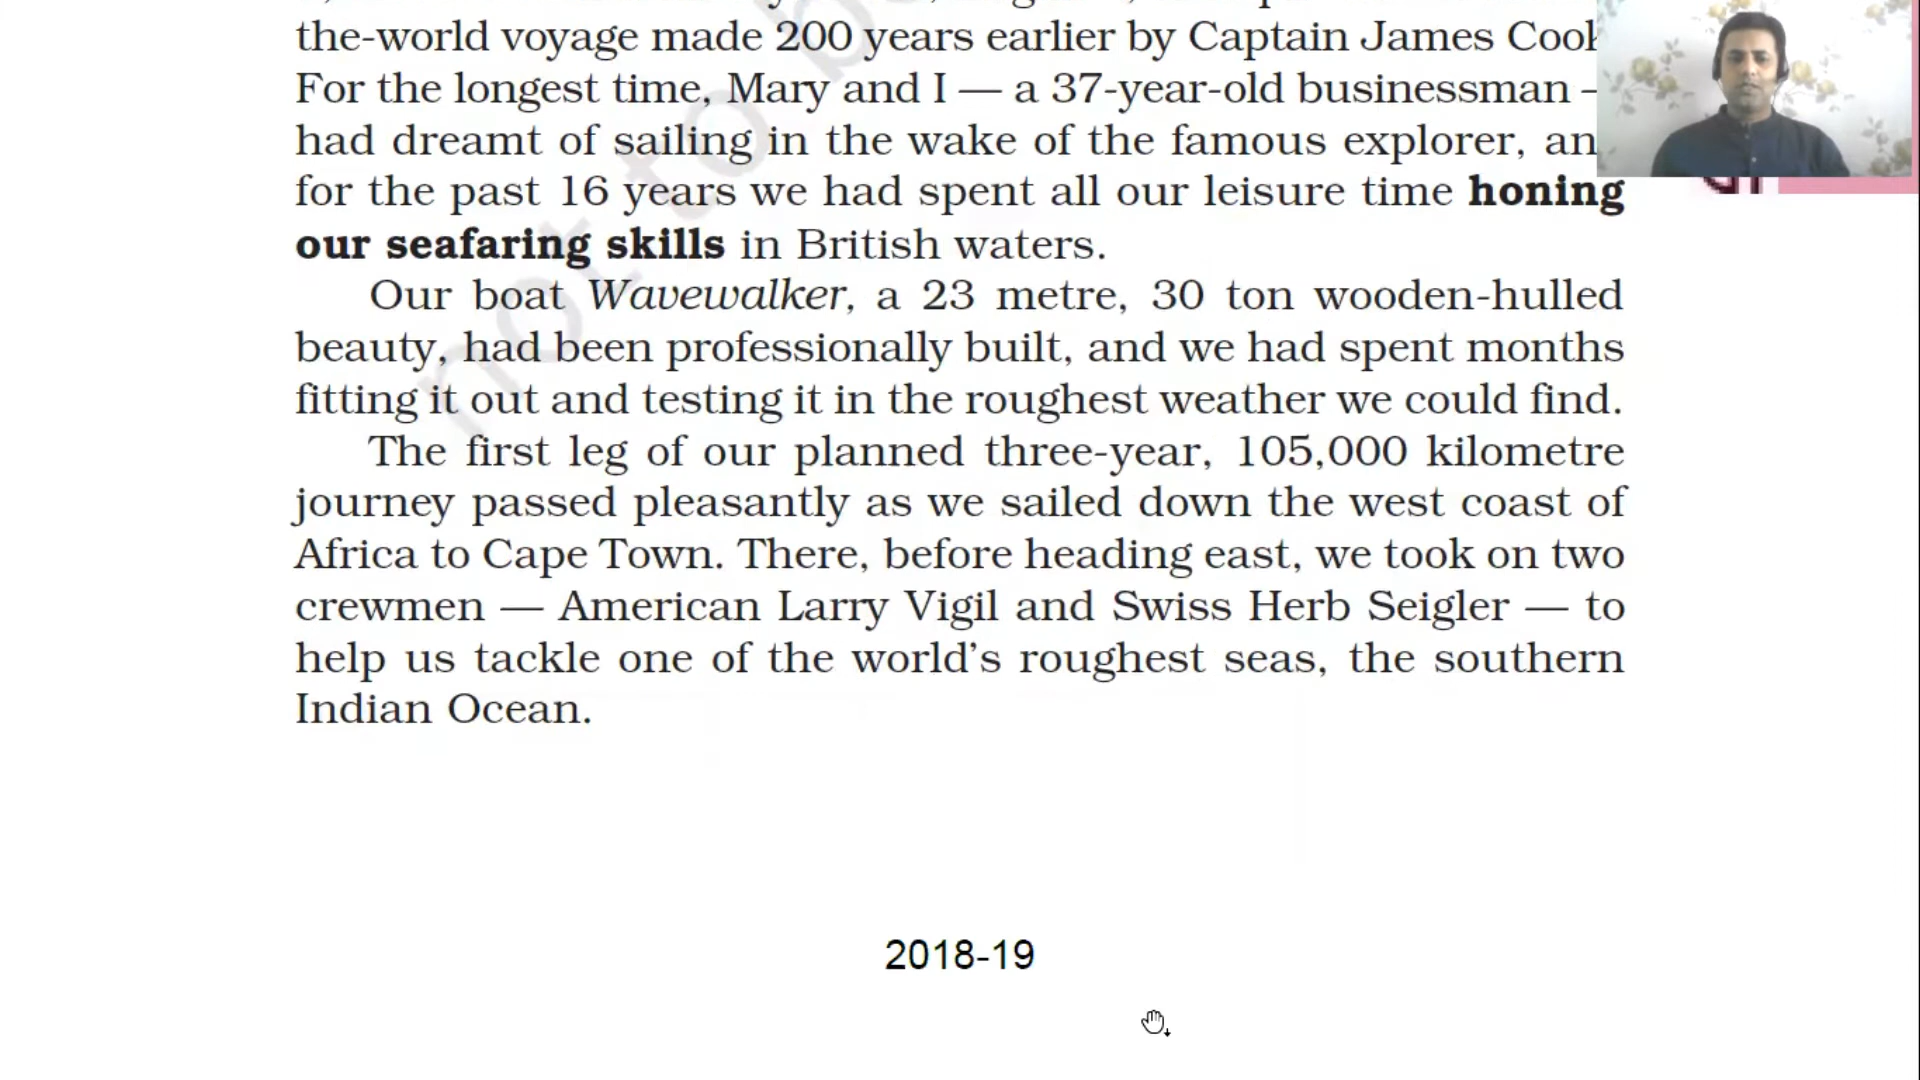 the-world voyage made 200 years earlier by Captain James Cook
For the longest time, Mary and I — a 37-year-old businessman —
had dreamt of sailing in the wake of the famous explorer, an
for the past 16 years we had spent all our leisure time honing
our seafaring skills in British waters.
Our boat Wavewalker, a 23 metre, 30 ton wooden-hulled
beauty, had been professionally built, and we had spent months
fitting it out and testing it in the roughest weather we could find.
The first leg of our planned three-year, 105,000 kilometre
journey passed pleasantly as we sailed down the west coast of
Africa to Cape Town. There, before heading east, we took on two
crewmen — American Larry Vigil and Swiss Herb Seigler — to
help us tackle one of the world's roughest seas, the southern
Indian Ocean.
not to b
2018-19